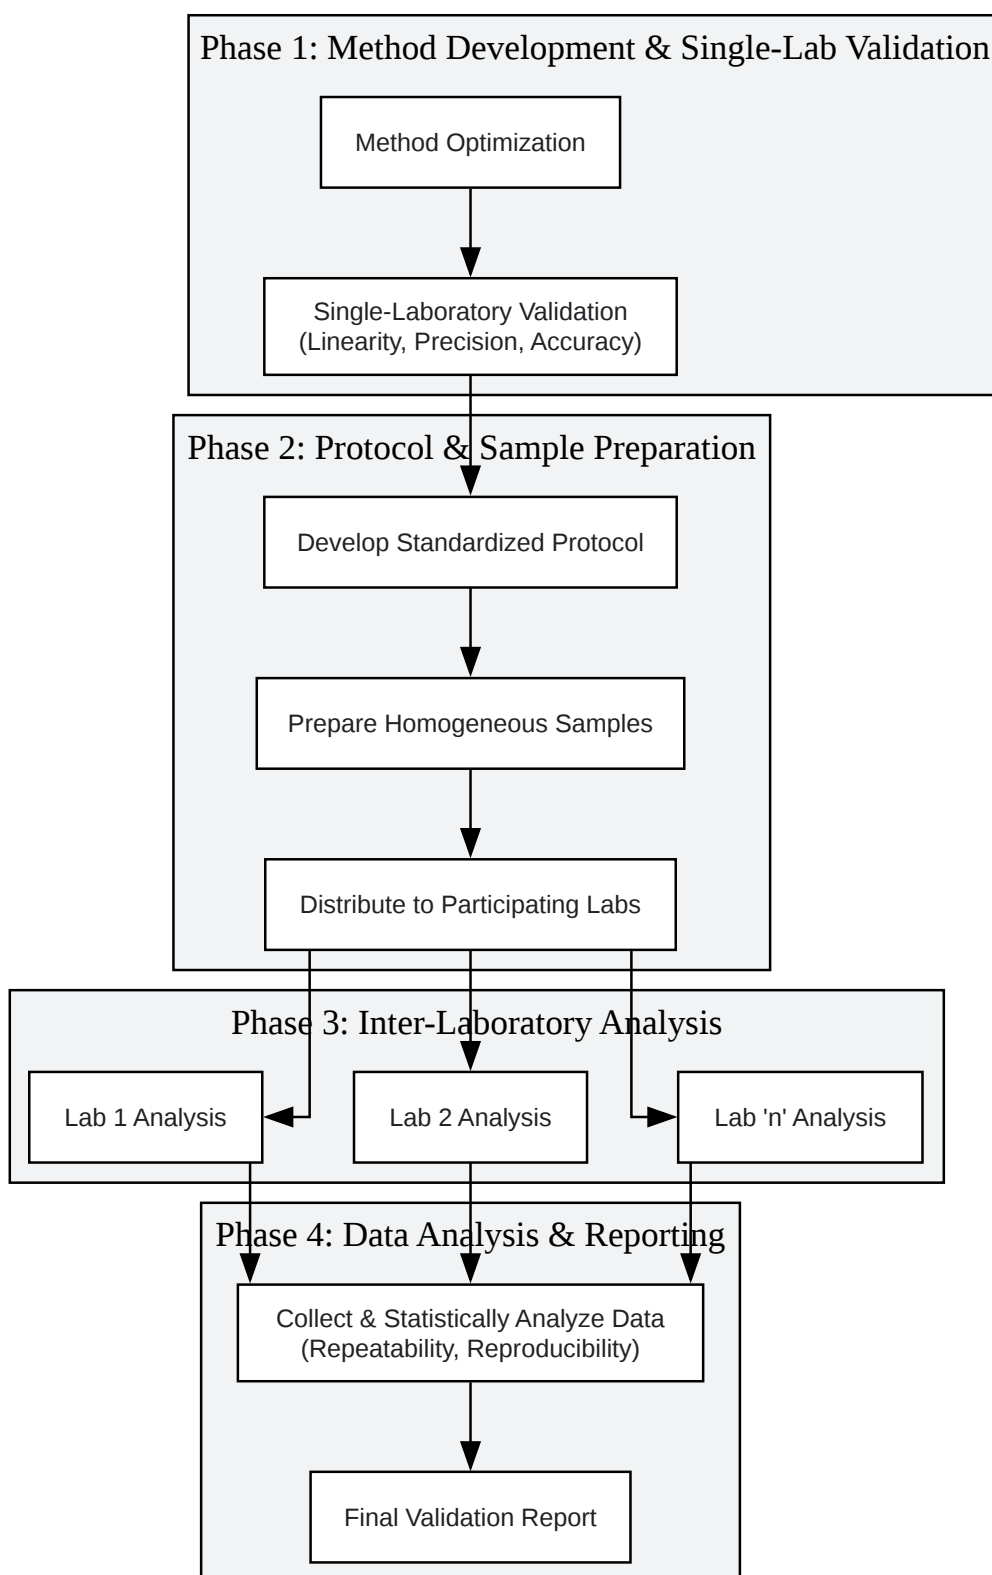 Phase 1: Method Development & Single-Lab Validation
Method Optimization
Single-Laboratory Validation
(Linearity, Precision, Accuracy)
Phase 2: Protocol & Sample Preparation
Develop Standardized Protocol
Prepare Homogeneous Samples
Distribute to Participating Labs
Phase 3: Inter-Laboratory Analysis
Lab 1 Analysis
Lab 2 Analysis
Lab 'n' Analysis
Phase 4: Data Analysis & Reporting
Collect & Statistically Analyze Data
(Repeatability, Reproducibility)
Final Validation Report